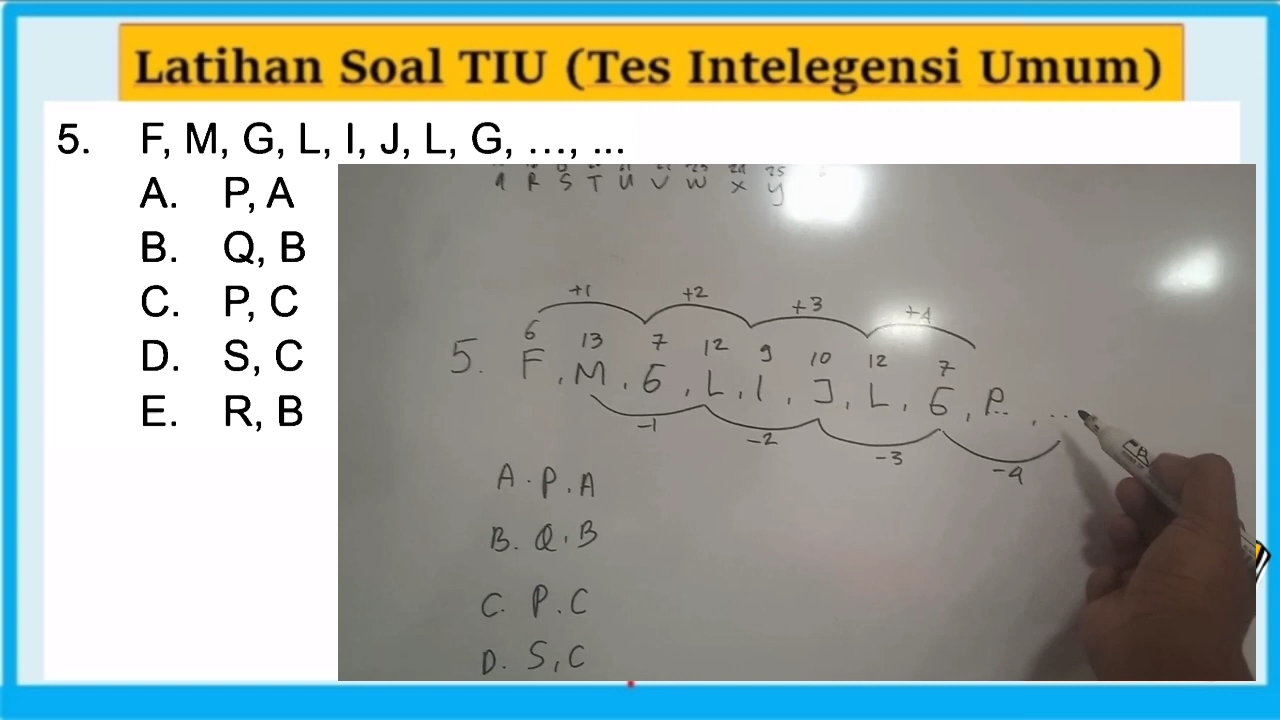 Latihan Soal TIU (Tes Intelegensi Umum)
5. F, M, G, L, I, J, L, G, ..., ...
A. P, A
B. Q, B
C. P, C
D. S, C
E. R, B
25
R S T U V W X Y
+1 +2 +3 +4
6 13 7 12 9 10 12 7
5. F, M, G, L, I, J, L, G, P.., ...
-1 -2 -3 -4
A. P. A
B. Q, B
C. P. C
D. S, C